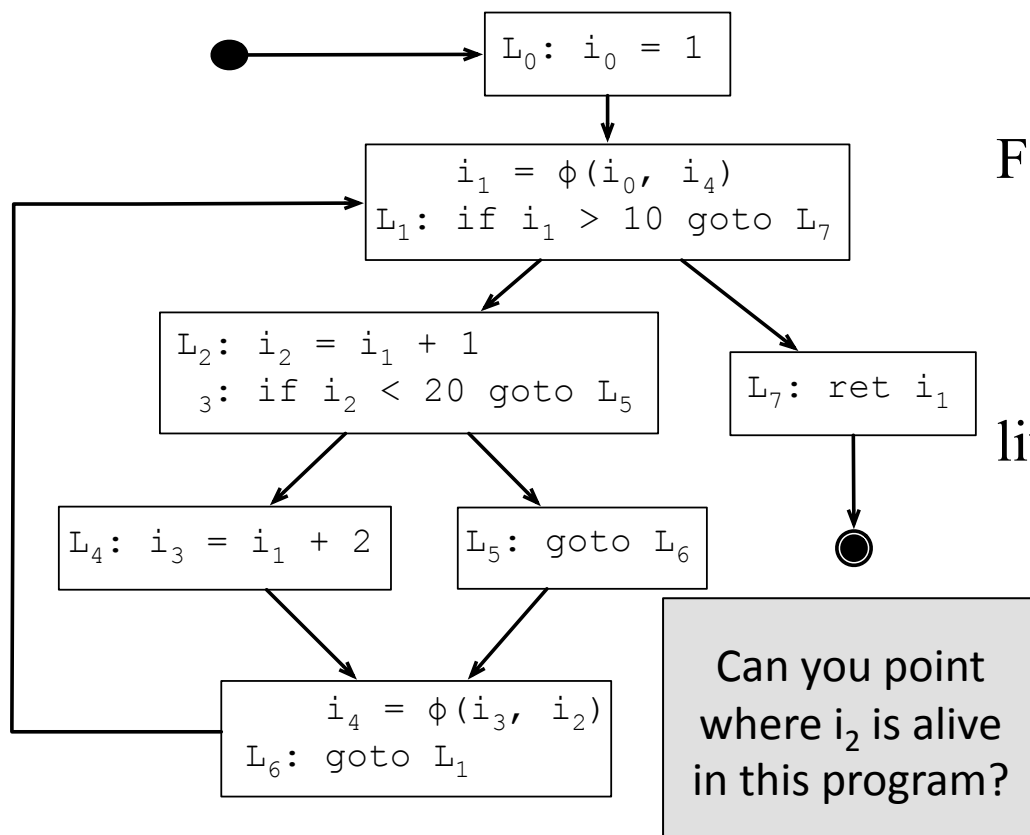 L₀: i₀ = 1
i₁ = ϕ(i₀, i₄)
L₁: if i₁ > 10 goto L₇
L₂: i₂ = i₁ + 1
₃: if i₂ < 20 goto L₅
L₇: ret i₁
L₄: i₃ = i₁ + 2
L₅: goto L₆
i₄ = ϕ(i₃, i₂)
L₆: goto L₁
F
Can you point
where i₂ is alive
in this program?